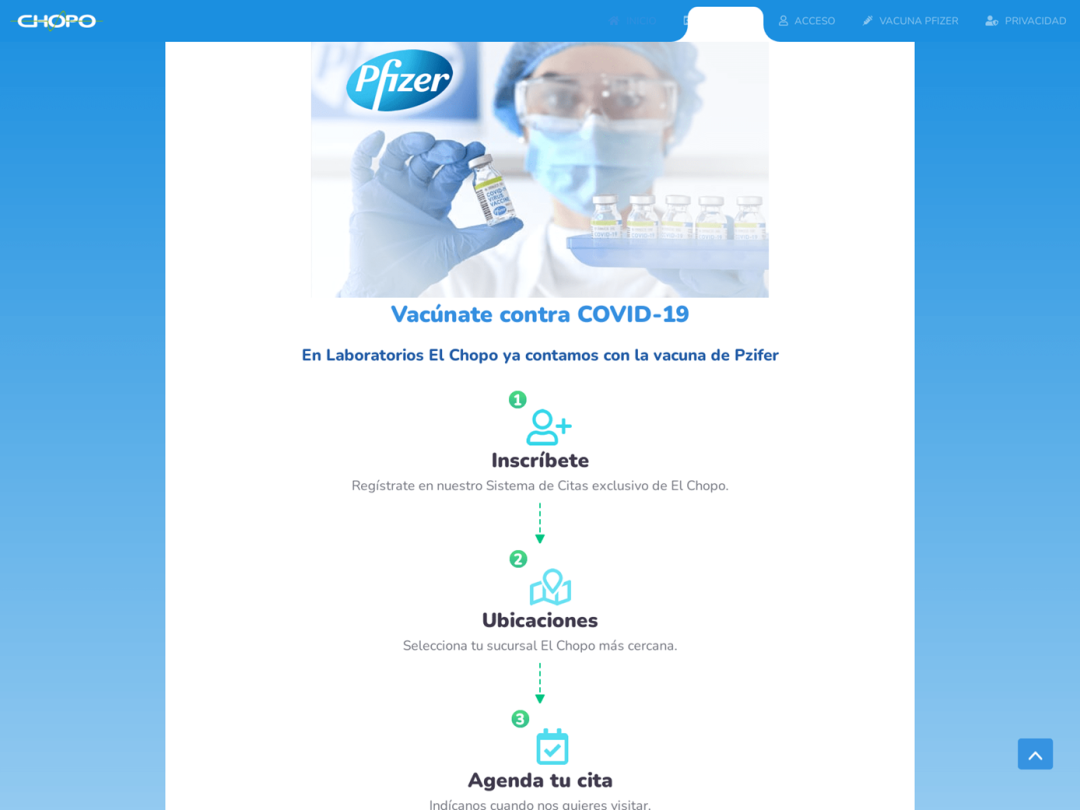 CHOPO
ACCESO
VACUNA PFIZER
PRIVACIDAD
Pfizer
COVID-19
Vacúnate contra COVID-19
En Laboratorios El Chopo ya contamos con la vacuna de Pzifer
1
Inscríbete
Regístrate en nuestro Sistema de Citas exclusivo de El Chopo.
2
Ubicaciones
Selecciona tu sucursal El Chopo más cercana.
3
Agenda tu cita
Indícanos cuando nos quieres visitar.